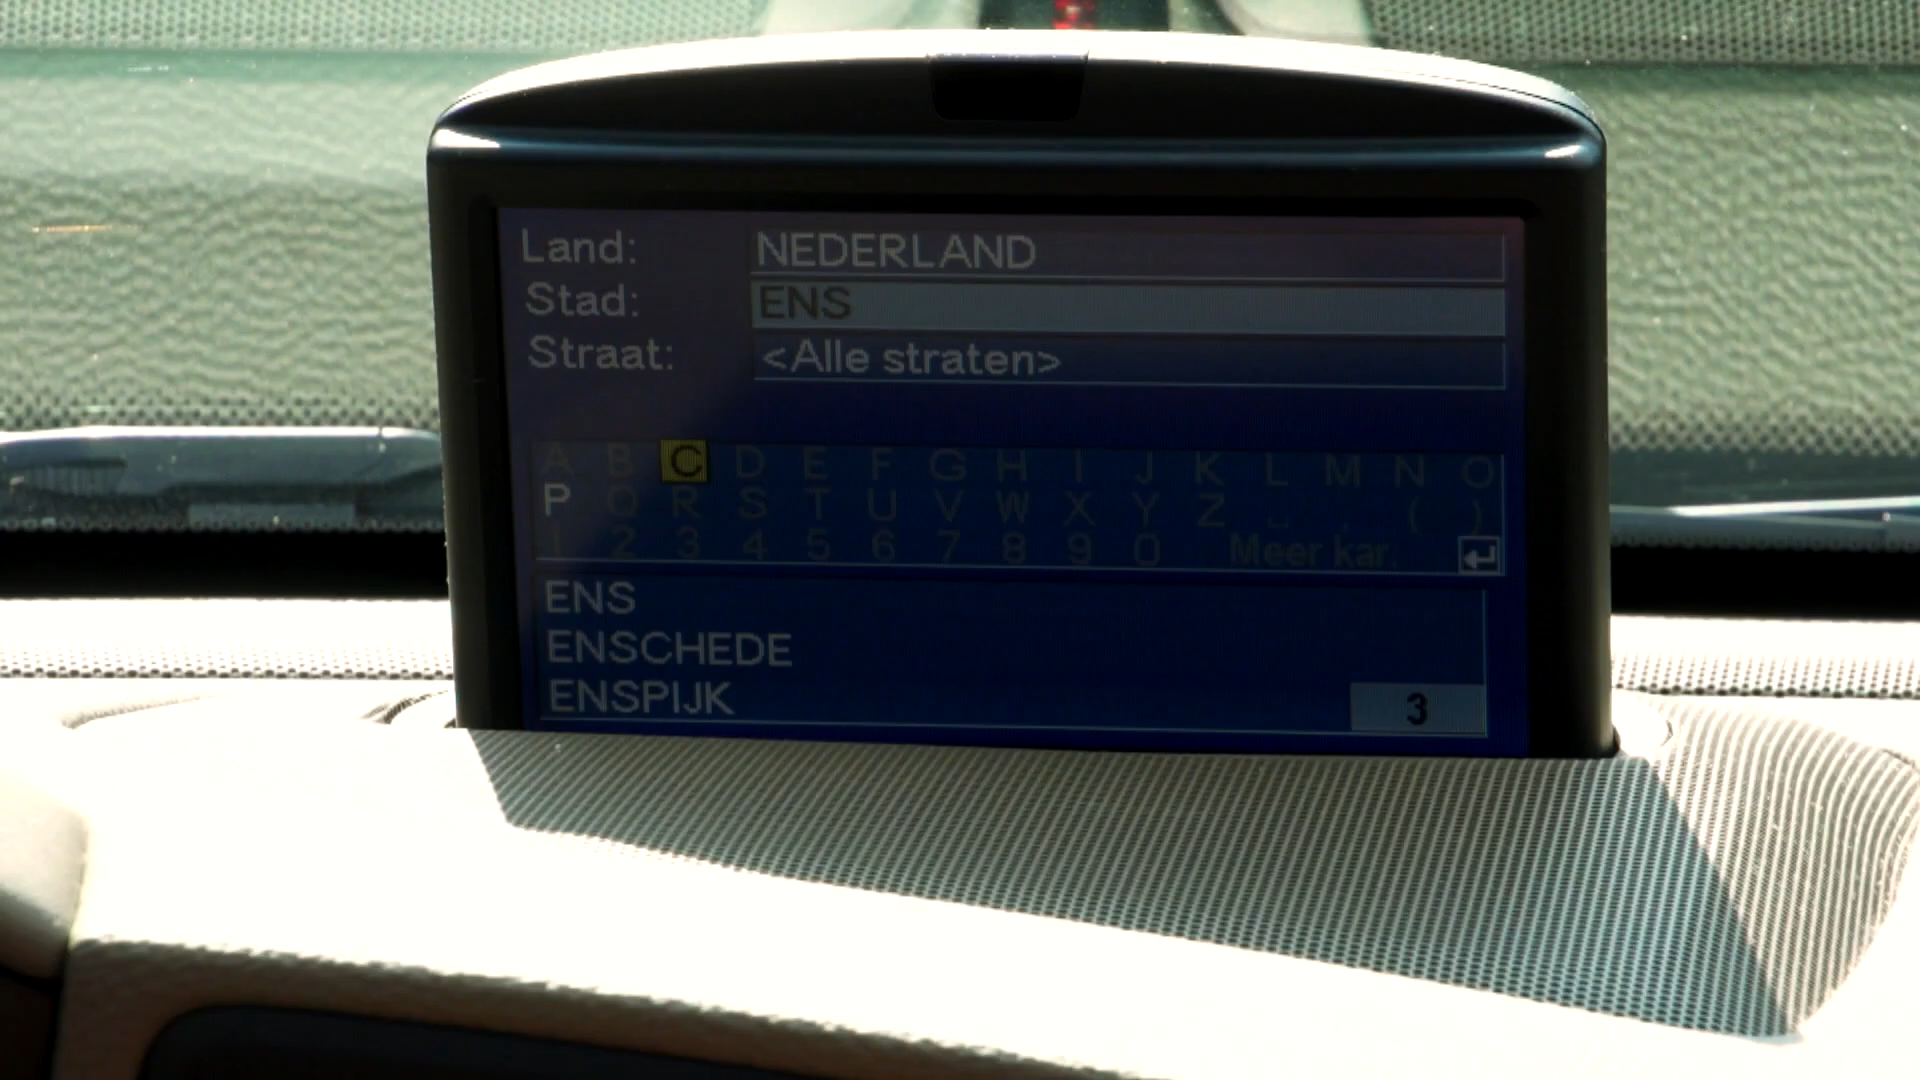 Land: NEDERLAND
Stad: ENS
Straat: <Alle straten>
A B C D E F G H I J K L M N O
P Q R S T U V W X Y Z ␣ ' ( )
1 2 3 4 5 6 7 8 9 0 Meer kar.
ENS
ENSCHEDE
ENSPIJK
3